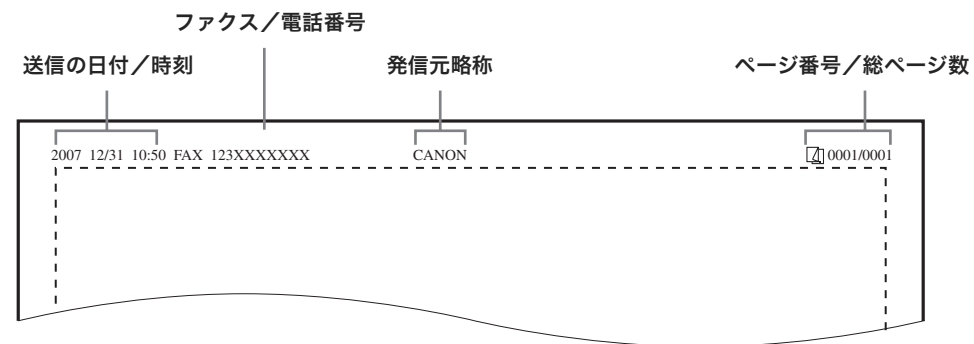 ファクス／電話番号
送信の日付／時刻 発信元略称 ページ番号／総ページ数
2007 12/31 10:50 FAX 123XXXXXXX CANON 0001/0001